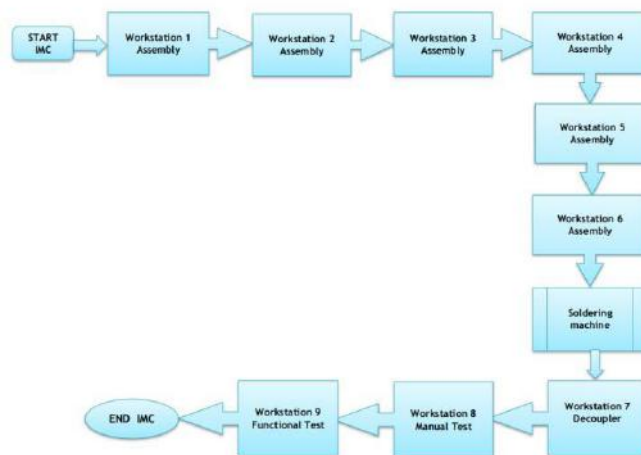 START
IMC
Workstation 1
Assembly
Workstation 2
Assembly
Workstation 3
Assembly
Workstation 4
Assembly
Workstation 5
Assembly
Workstation 6
Assembly
Soldering
machine
Workstation 7
Decoupler
Workstation 8
Manual Test
Workstation 9
Functional Test
END IMC